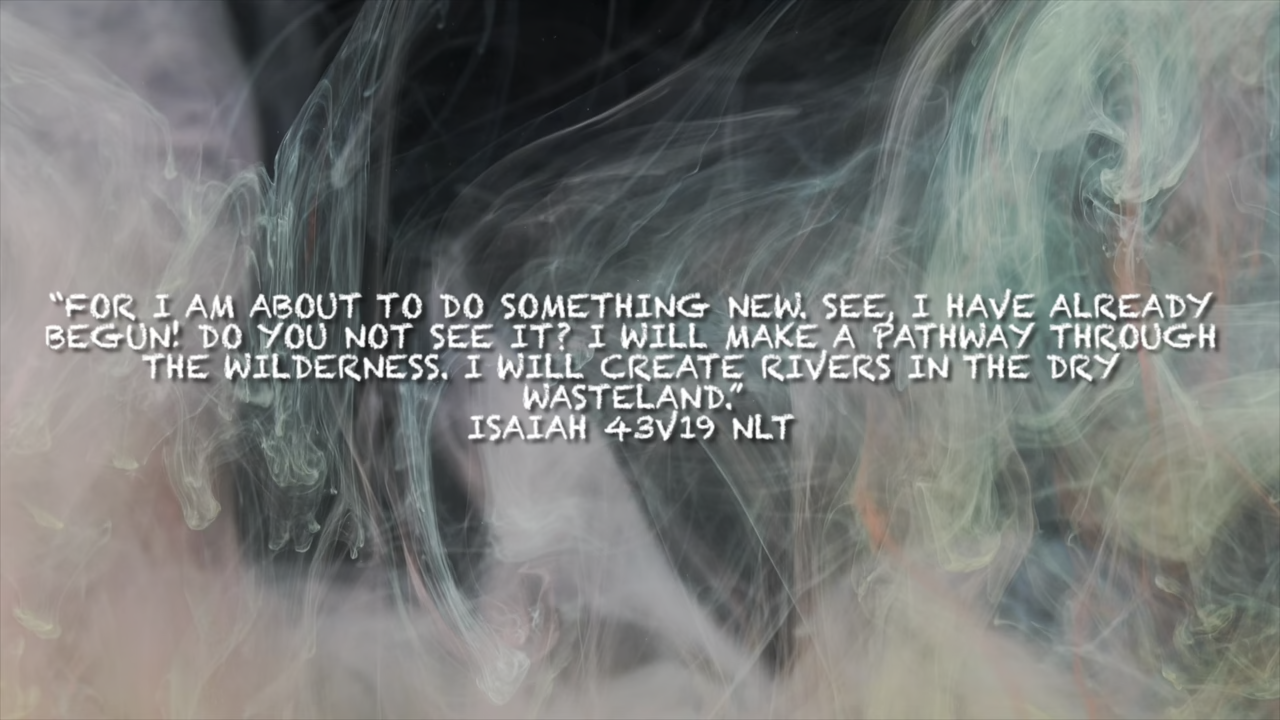 “FOR I AM ABOUT TO DO SOMETHING NEW. SEE, I HAVE ALREADY
BEGUN! DO YOU NOT SEE IT? I WILL MAKE A PATHWAY THROUGH
THE WILDERNESS. I WILL CREATE RIVERS IN THE DRY
WASTELAND.”
ISAIAH 43V19 NLT